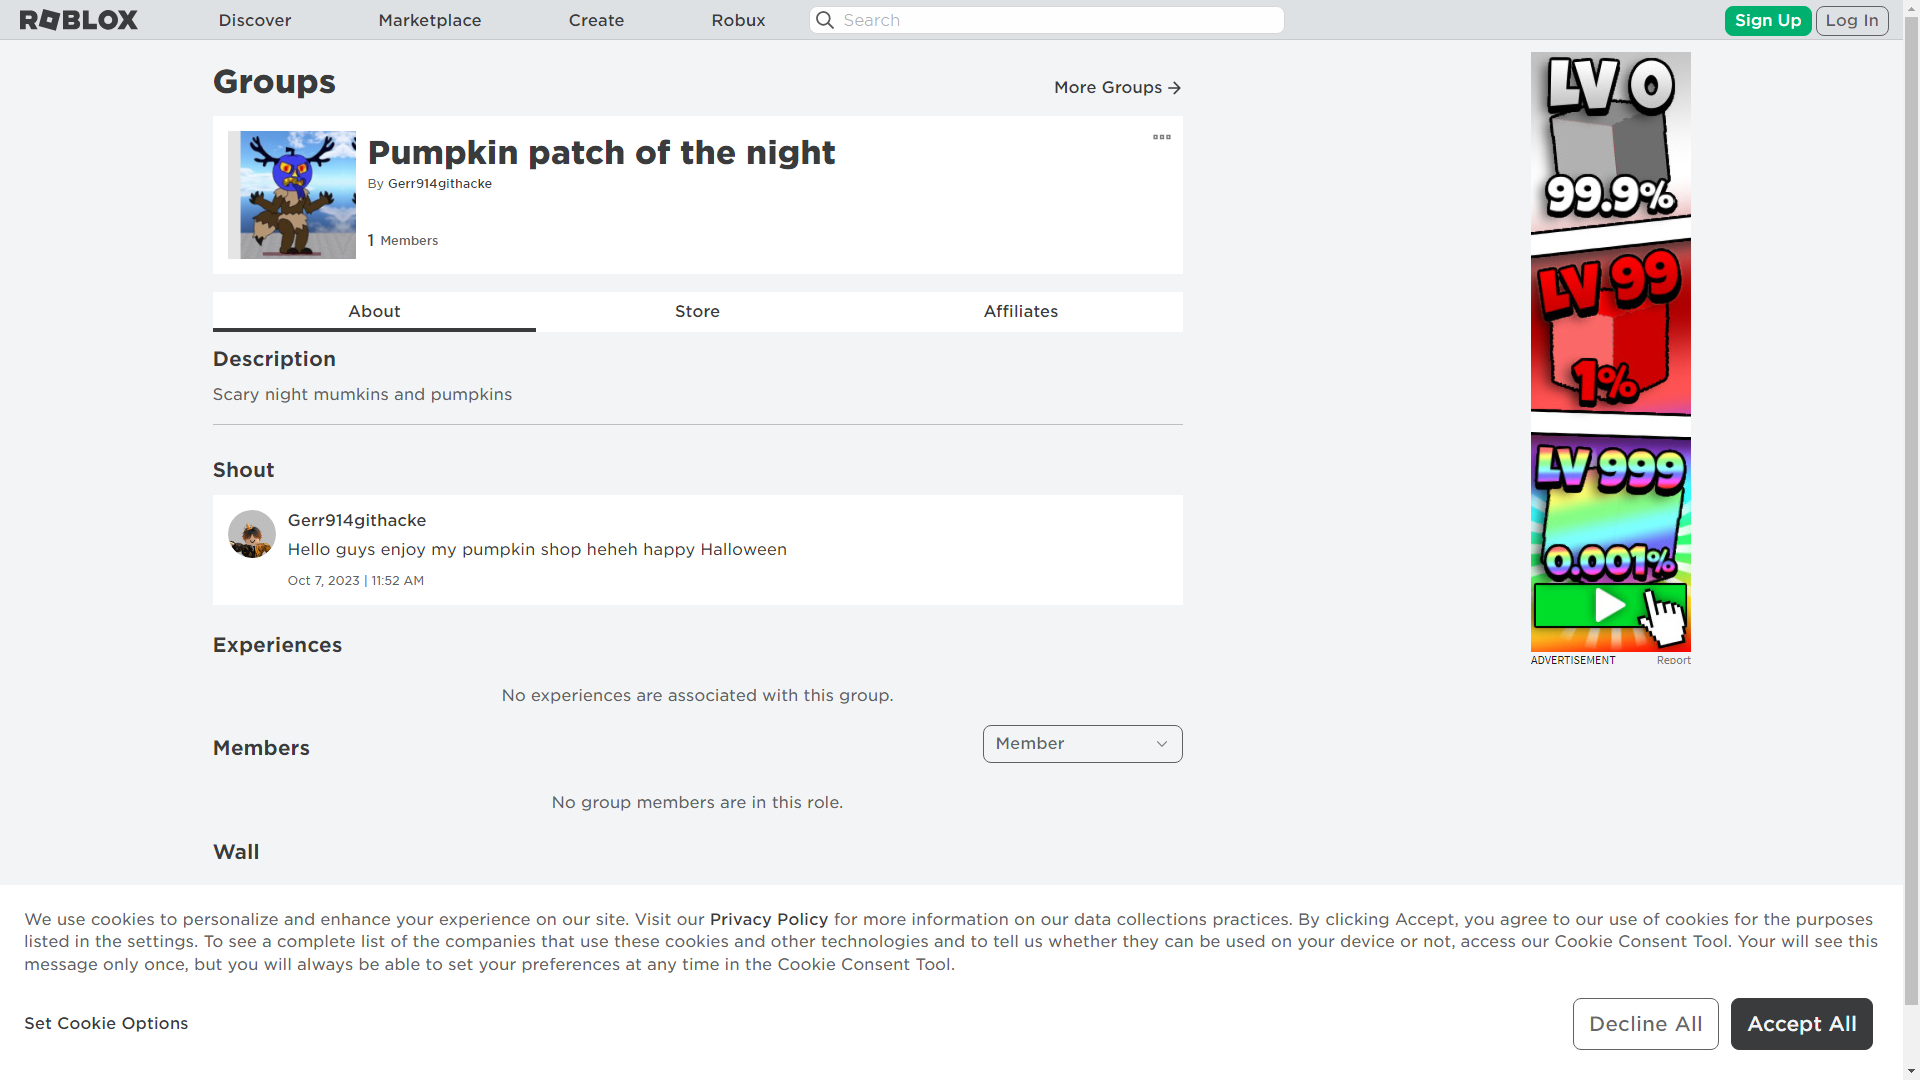 ROBLOX
Discover
Marketplace
Create
Robux
Search
Sign Up
Log In
Groups
More Groups
Pumpkin patch of the night
By Gerr914githacke
1 Members
About
Store
Affiliates
Description
Scary night mumkins and pumpkins
Shout
Gerr914githacke
Hello guys enjoy my pumpkin shop heheh happy Halloween
Oct 7, 2023 | 11:52 AM
Experiences
No experiences are associated with this group.
Members
Member
No group members are in this role.
Wall
LV 0
99.9%
LV 99
1%
LV 999
0.001%
ADVERTISEMENT
Report
We use cookies to personalize and enhance your experience on our site. Visit our Privacy Policy for more information on our data collections practices. By clicking Accept, you agree to our use of cookies for the purposes
listed in the settings. To see a complete list of the companies that use these cookies and other technologies and to tell us whether they can be used on your device or not, access our Cookie Consent Tool. Your will see this
message only once, but you will always be able to set your preferences at any time in the Cookie Consent Tool.
Set Cookie Options
Decline All
Accept All